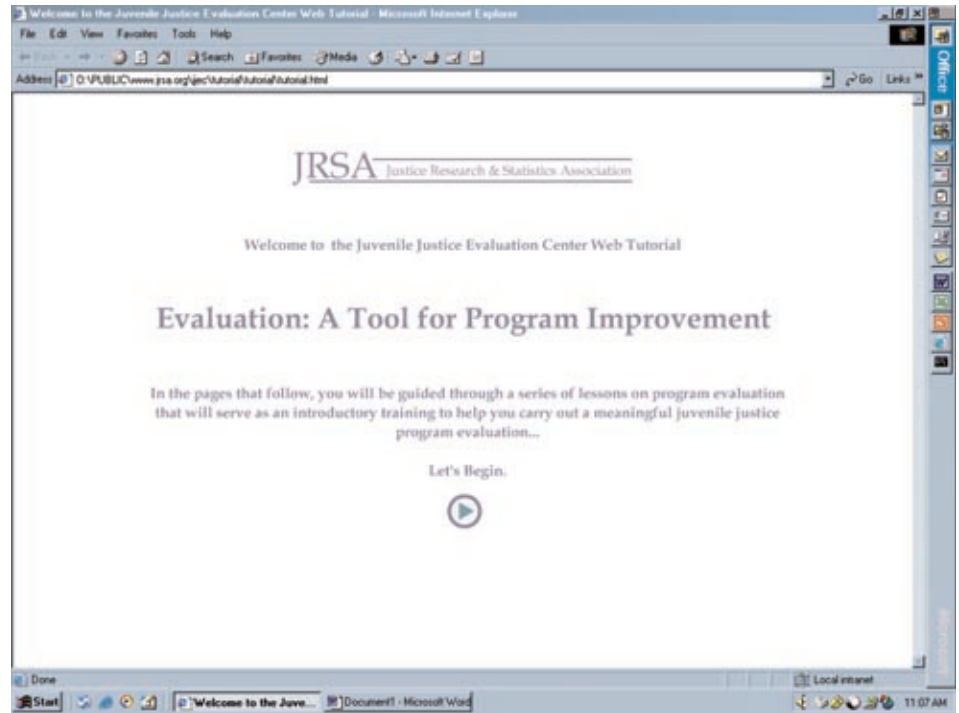 Welcome to the Juvenile Justice Evaluation Center Web Tutorial - Microsoft Internet Explorer
File Edit View Favorites Tools Help
Search Favorites Media
Address O:\PUBLIC\www.jrsa.org\jjec\tutorial\tutorial\tutorial.html Go Links »
Office
JRSA Justice Research & Statistics Association
Welcome to the Juvenile Justice Evaluation Center Web Tutorial
Evaluation: A Tool for Program Improvement
In the pages that follow, you will be guided through a series of lessons on program evaluation
that will serve as an introductory training to help you carry out a meaningful juvenile justice
program evaluation...
Let's Begin.
Microsoft
Done Local intranet
Start Welcome to the Juve... Document1 - Microsoft Word 11:07 AM